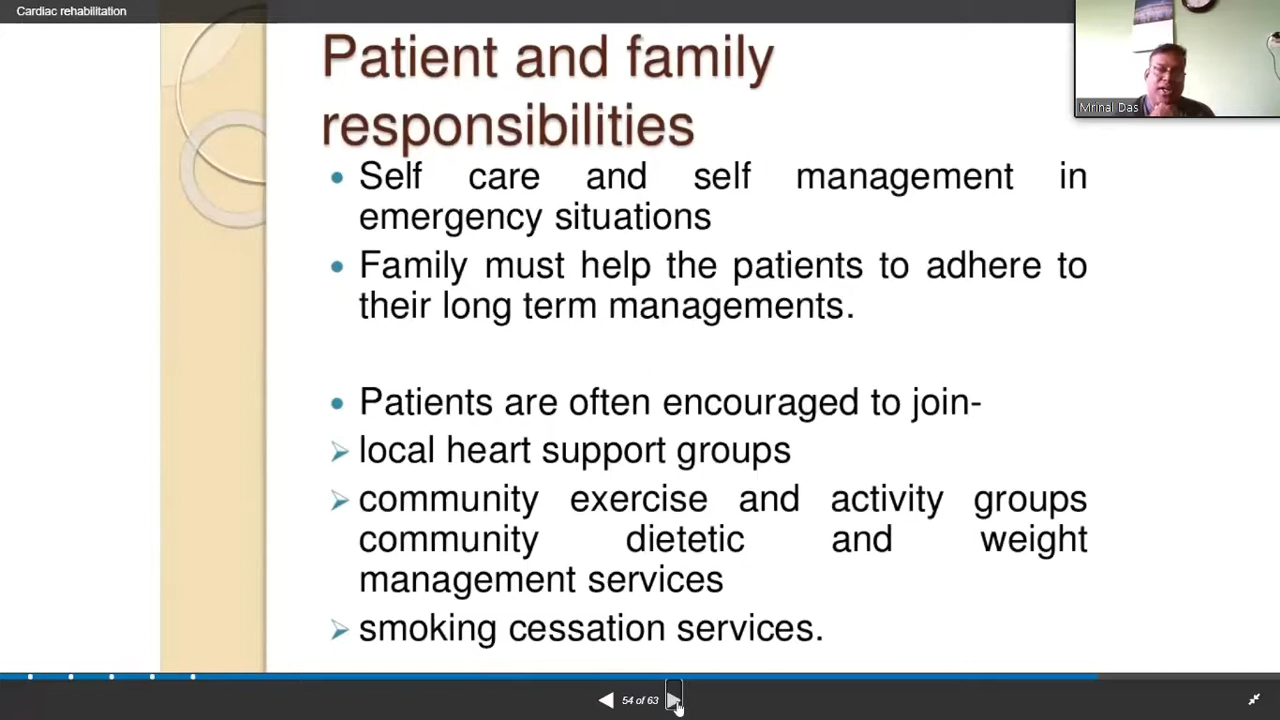 Cardiac rehabilitation
Patient and family
responsibilities
Mrinal Das
Self care and self management in
emergency situations
Family must help the patients to adhere to
their long term managements.
Patients are often encouraged to join-
local heart support groups
community exercise and activity groups
community dietetic and weight
management services
smoking cessation services.
54 of 63